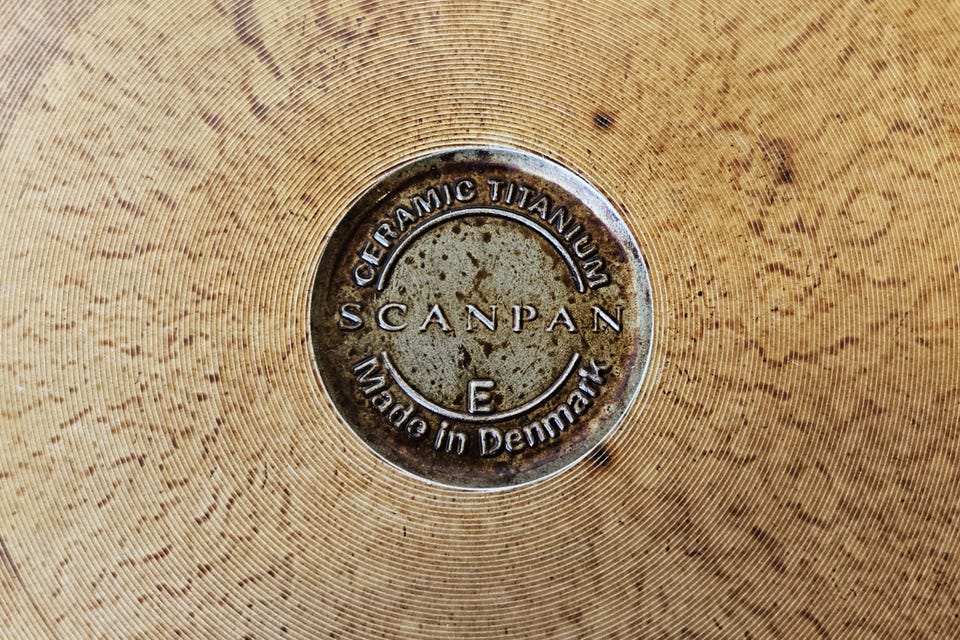 CERAMIC TITANIUM
SCANPAN
E
Made in Denmark